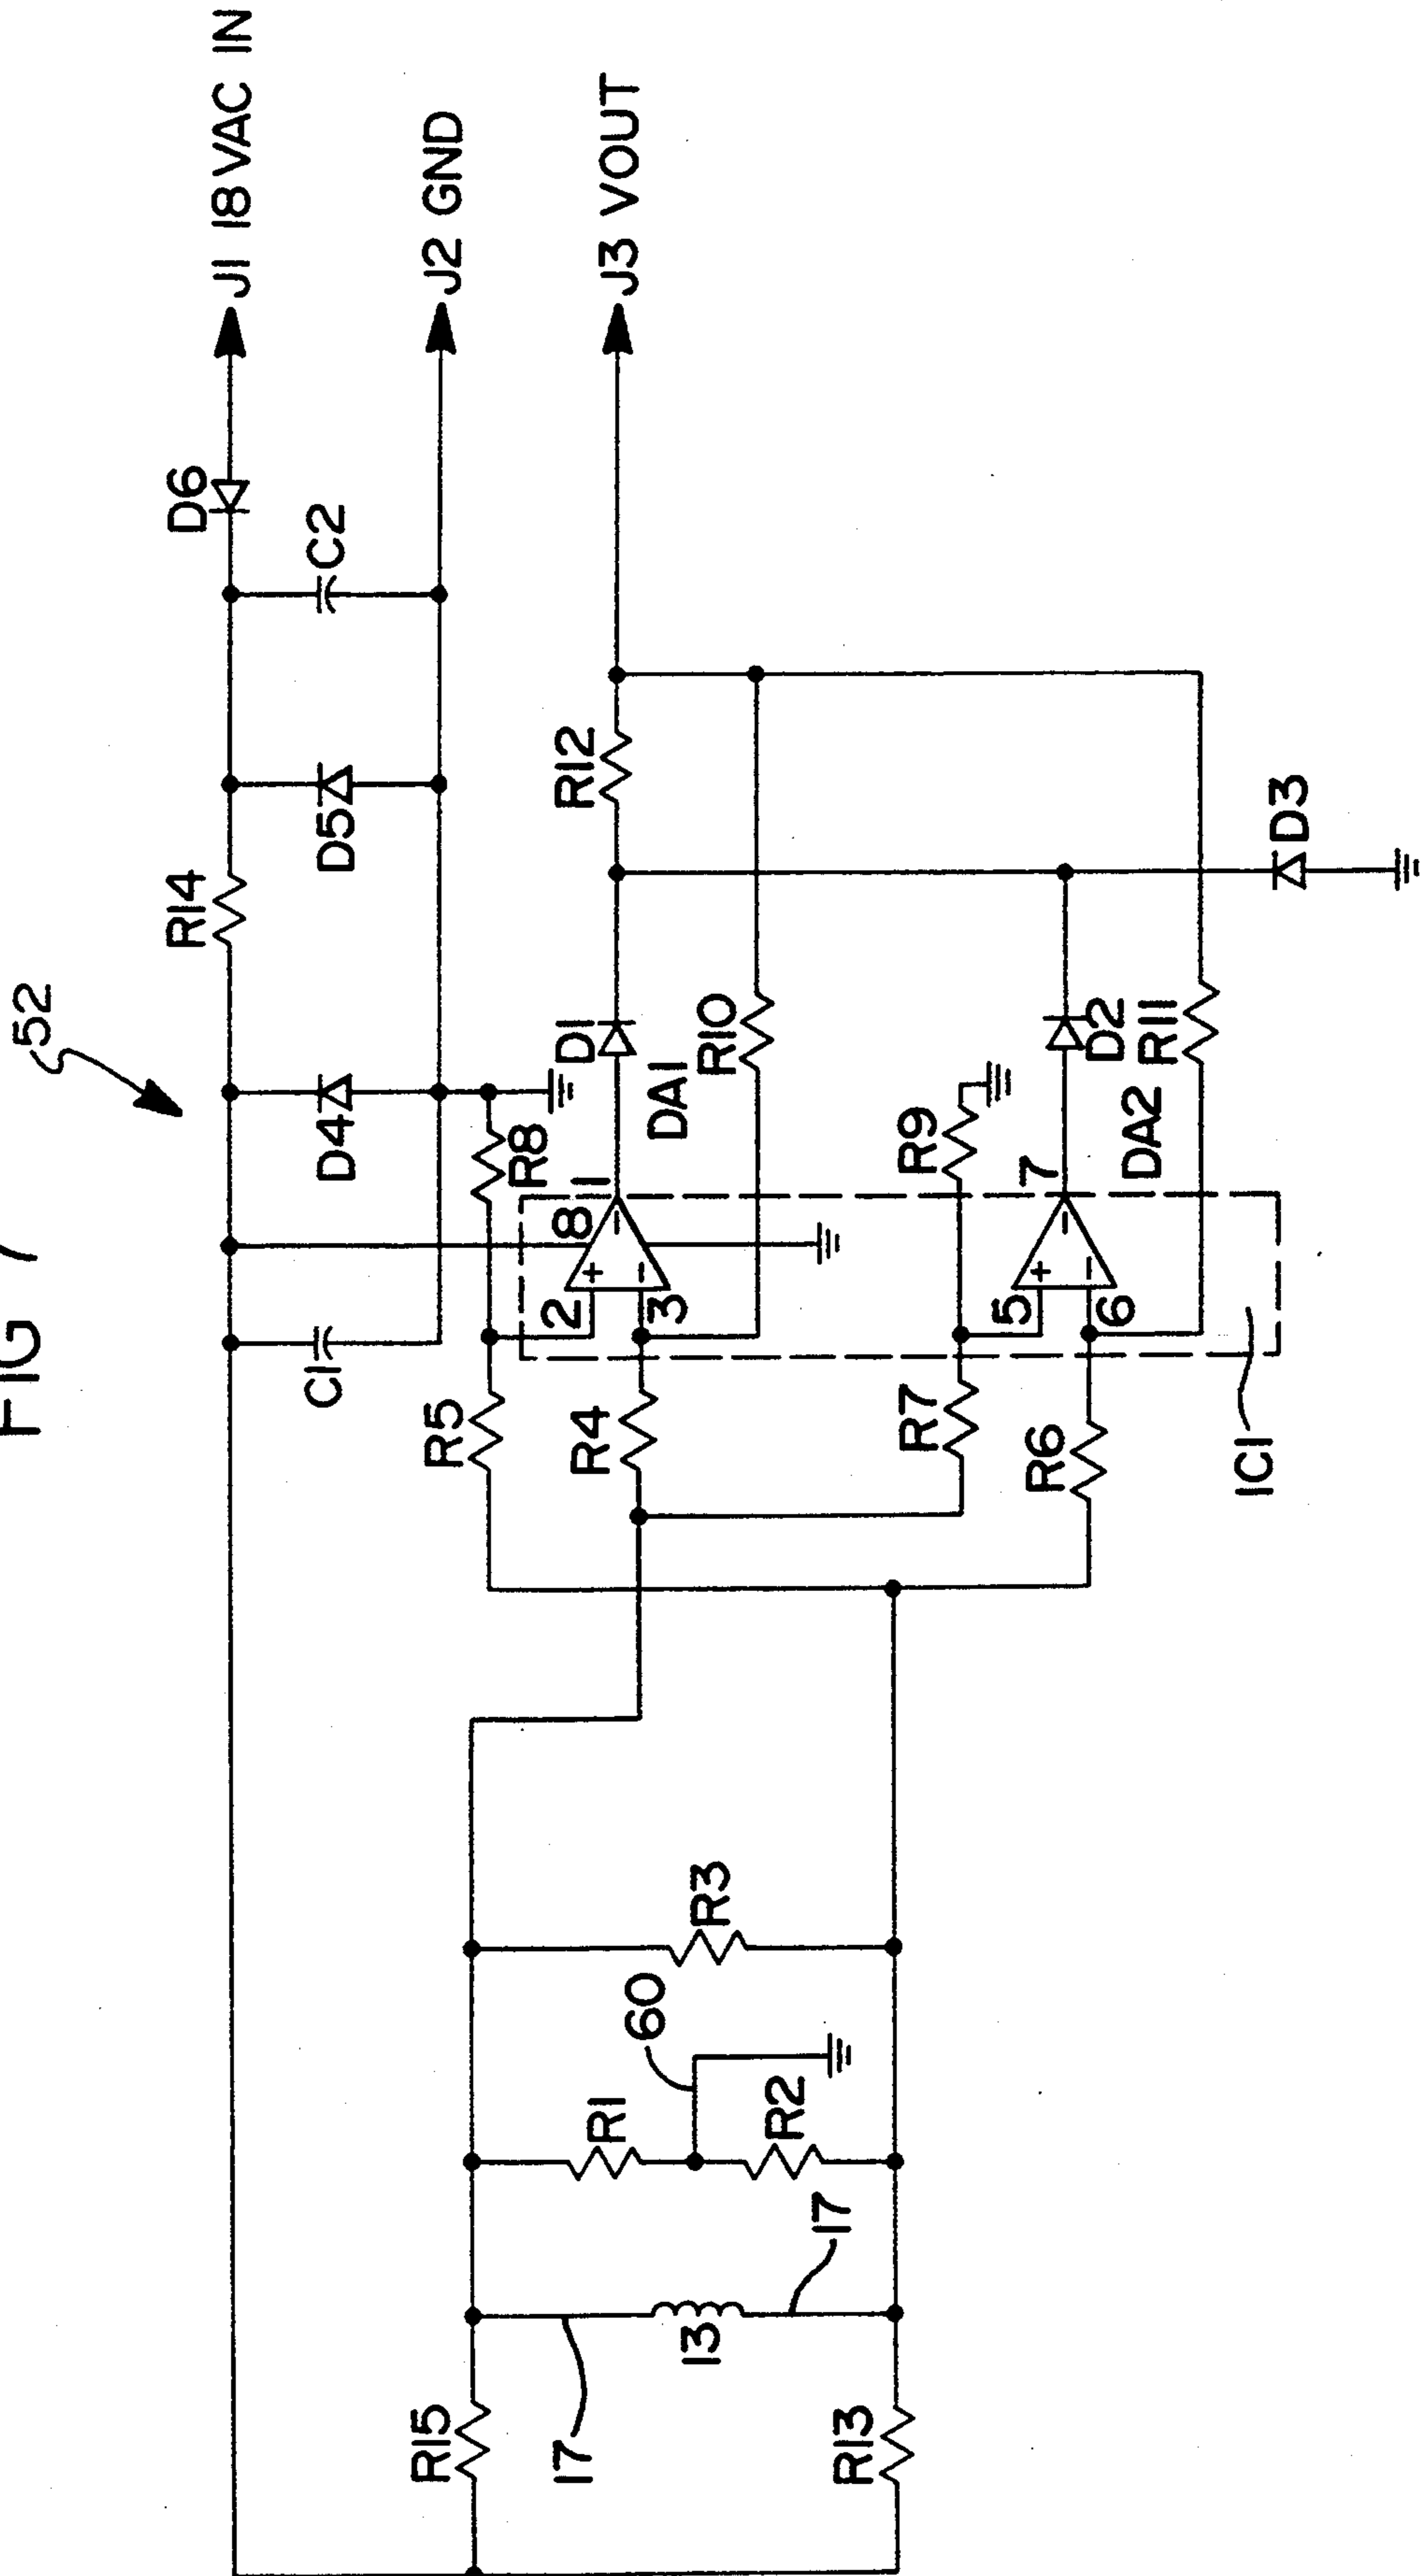 FIG 7
52
J1 18VAC IN
D6
C2
J2 GND
R14
D5
D4
C1
J3 VOUT
R12
R8
D1
DA1
R10
8
1
2
+
-
3
R5
R4
R9
7
D2
DA2
R11
D3
5
+
-
6
R7
R6
IC1
R3
60
R1
R2
17
13
17
R15
R13